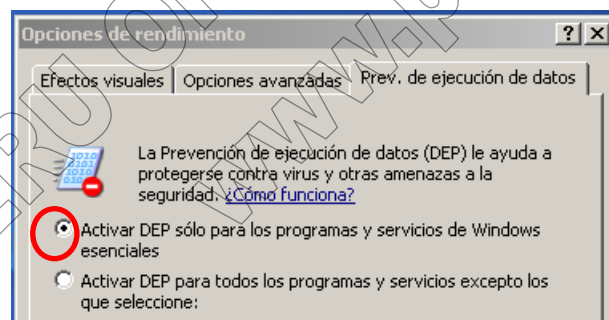 Opciones de rendimiento
Efectos visuales
Opciones avanzadas
Prev. de ejecución de datos
La Prevención de ejecución de datos (DEP) le ayuda a
protegerse contra virus y otras amenazas a la
seguridad. ¿Cómo funciona?
Activar DEP sólo para los programas y servicios de Windows
esenciales
Activar DEP para todos los programas y servicios excepto los
que seleccione: